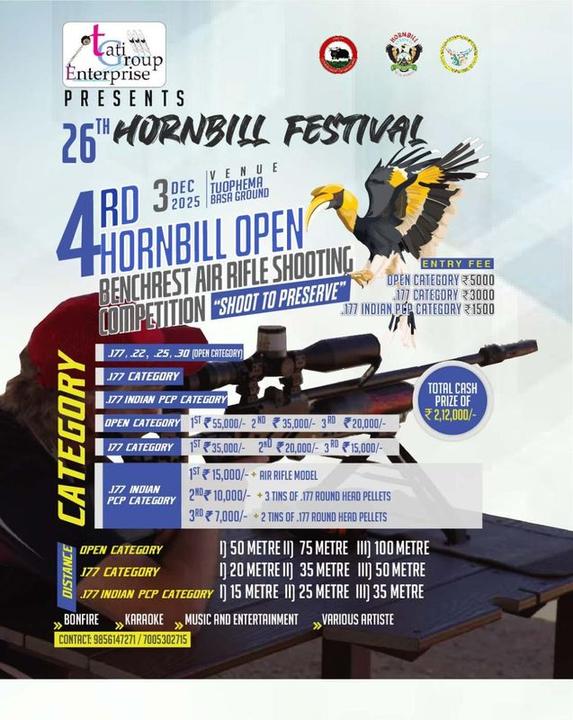 tati
Group
Enterprise
PRESENTS
26TH HORNBILL FESTIVAL
HORNBILL
4RD
3 DEC 2025
VENUE
TUOPHEMA
BASA GROUND
HORNBILL OPEN
BENCHREST AIR RIFLE SHOOTING
COMPETITION "SHOOT TO PRESERVE"
ENTRY FEE
OPEN CATEGORY ₹5000
.177 CATEGORY ₹3000
.177 INDIAN PCP CATEGORY ₹1500
CATEGORY
.177 , .22 , .25, .30 (OPEN CATEGORY)
.177 CATEGORY
.177 INDIAN PCP CATEGORY
TOTAL CASH
PRIZE OF
₹ 2,12,000/-
OPEN CATEGORY 1ST ₹55,000/- 2ND ₹35,000/- 3RD ₹20,000/-
.177 CATEGORY 1ST ₹35,000/- 2ND ₹20,000/- 3RD ₹15,000/-
.177 INDIAN
PCP CATEGORY
1ST ₹15,000/- + AIR RIFLE MODEL
2ND ₹10,000/- + 3 TINS OF .177 ROUND HEAD PELLETS
3RD ₹7,000/- + 2 TINS OF .177 ROUND HEAD PELLETS
DISTANCE
OPEN CATEGORY I) 50 METRE II) 75 METRE III) 100 METRE
.177 CATEGORY I) 20 METRE II) 35 METRE III) 50 METRE
.177 INDIAN PCP CATEGORY I) 15 METRE II) 25 METRE III) 35 METRE
» BONFIRE » KARAOKE » MUSIC AND ENTERTAINMENT » VARIOUS ARTISTE
CONTACT: 9856147271 / 7005302715